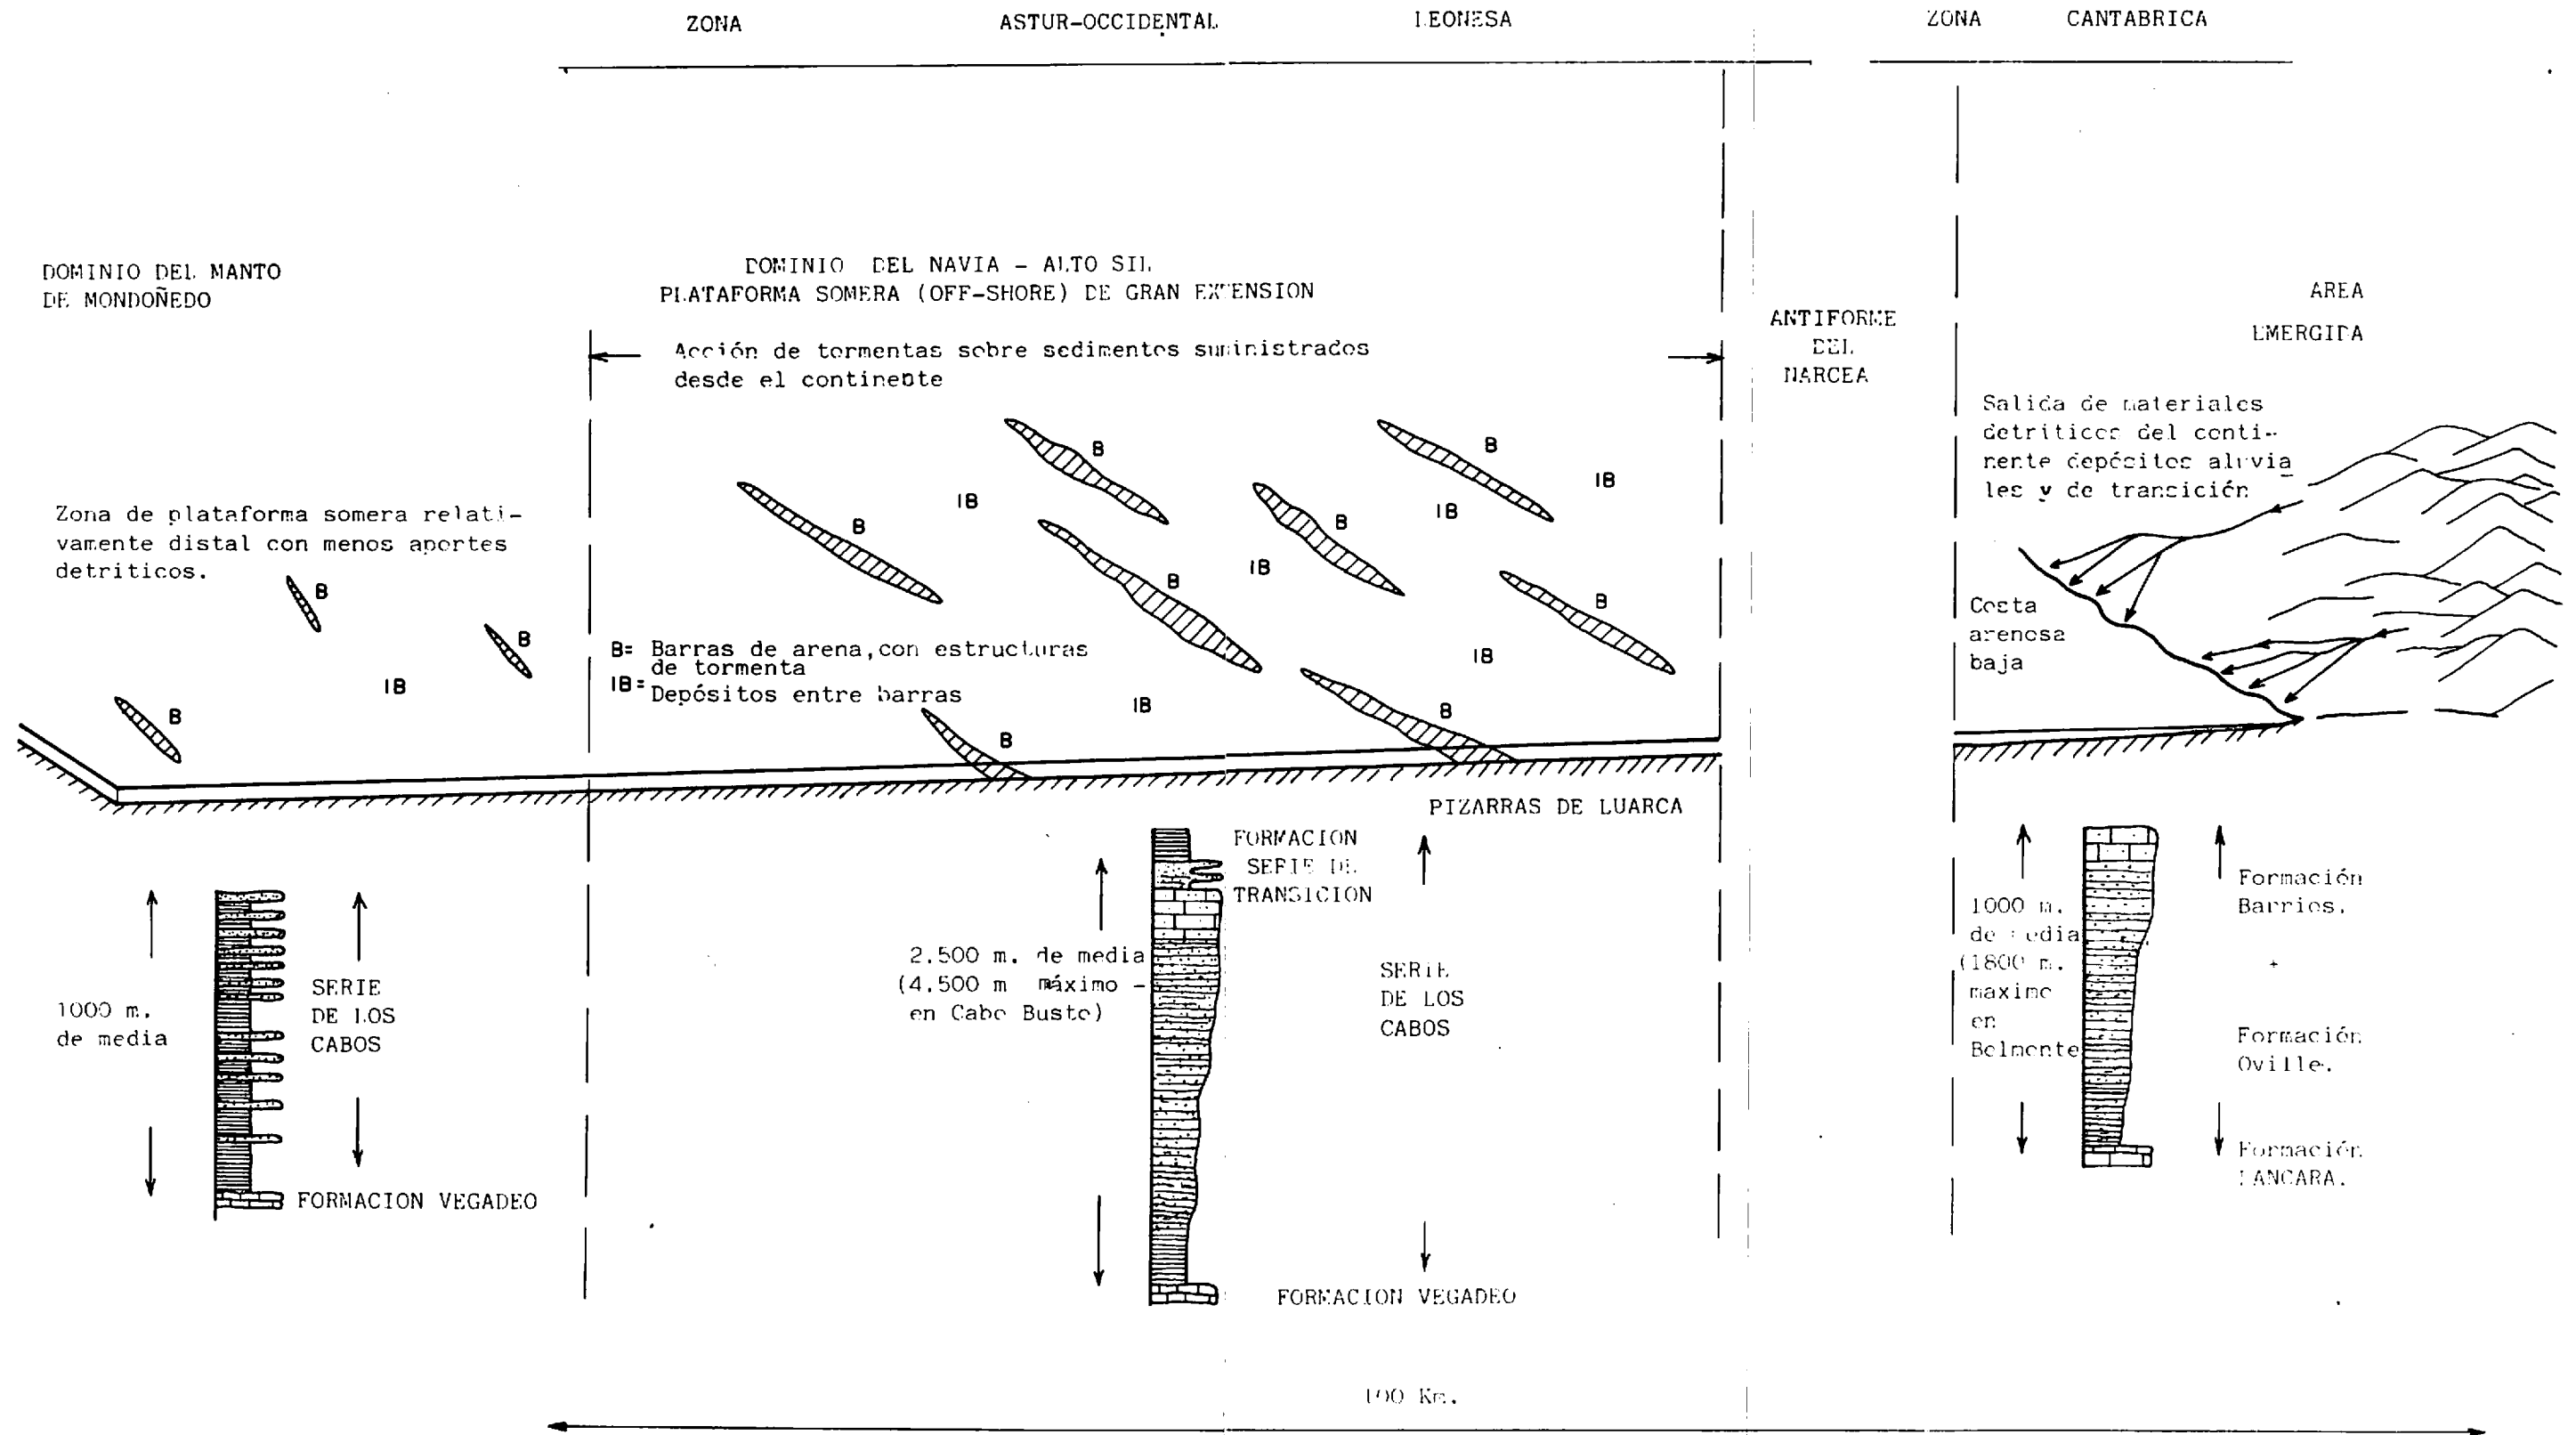 ZONA ASTUR-OCCIDENTAL LEONESA
ZONA CANTABRICA
DOMINIO DEL MANTO
DE MONDOÑEDO
DOMINIO DEL NAVIA - ALTO SIL
PLATAFORMA SOMERA (OFF-SHORE) DE GRAN EXTENSION
Acción de tormentas sobre sedimentos suministrados
desde el continente
ANTIFORME
DEL
NARCEA
AREA
EMERGIDA
Salida de materiales
detriticos del conti-
nente depósitos aluvia
les y de transición
Zona de plataforma somera relati-
vamente distal con menos aportes
detriticos.
B
B
B
IB
B
B
B
B
B
B
B
B
B
IB
IB
IB
IB
IB
IB
B= Barras de arena, con estructuras
de tormenta
IB= Depósitos entre barras
Costa
arenosa
baja
PIZARRAS DE LUARCA
FORMACION
SERIE DE
TRANSICION
1000 m.
de media
SERIE
DE LOS
CABOS
FORMACION VEGADEO
2.500 m. de media
(4.500 m máximo -
en Cabo Busto)
SERIE
DE LOS
CABOS
FORMACION VEGADEO
1000 m.
de media
(1800 m.
maximo
en
Belmonte
Formación
Barrios.
+
Formación
Oville.
Formación
LANCARA.
100 Km.